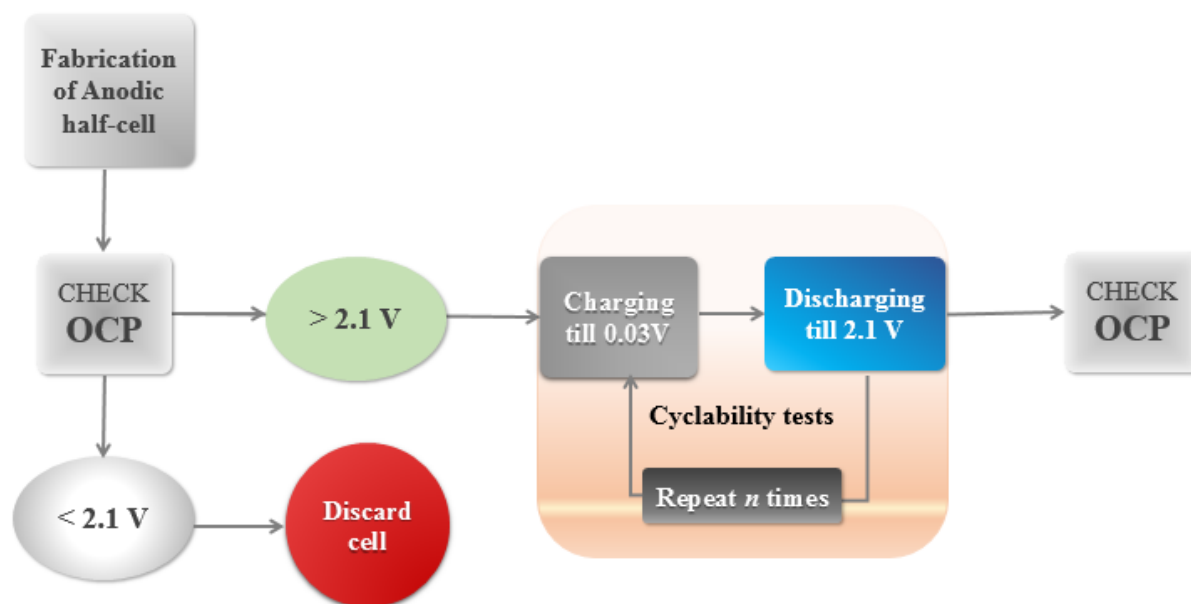 Fabrication
of Anodic
half-cell
CHECK
OCP
> 2.1 V
Charging
till 0.03V
Discharging
till 2.1 V
CHECK
OCP
Cyclability tests
Repeat n times
< 2.1 V
Discard
cell